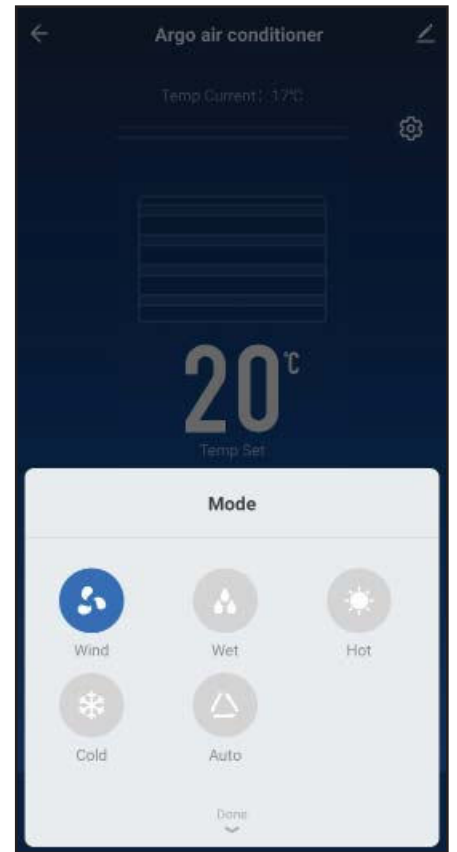 Argo air conditioner
Temp Current: 17℃
20℃
Temp Set
Mode
Wind Wet Hot
Cold Auto
Done